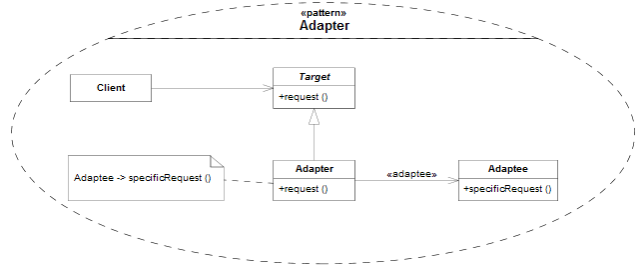 «pattern»
Adapter
Client
Target
+request ()
Adaptee -> specificRequest ()
Adapter
+request ()
«adaptee»
Adaptee
+specificRequest ()